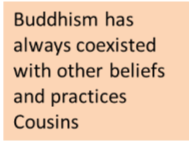 Buddhism has
always coexisted
with other beliefs
and practices
Cousins